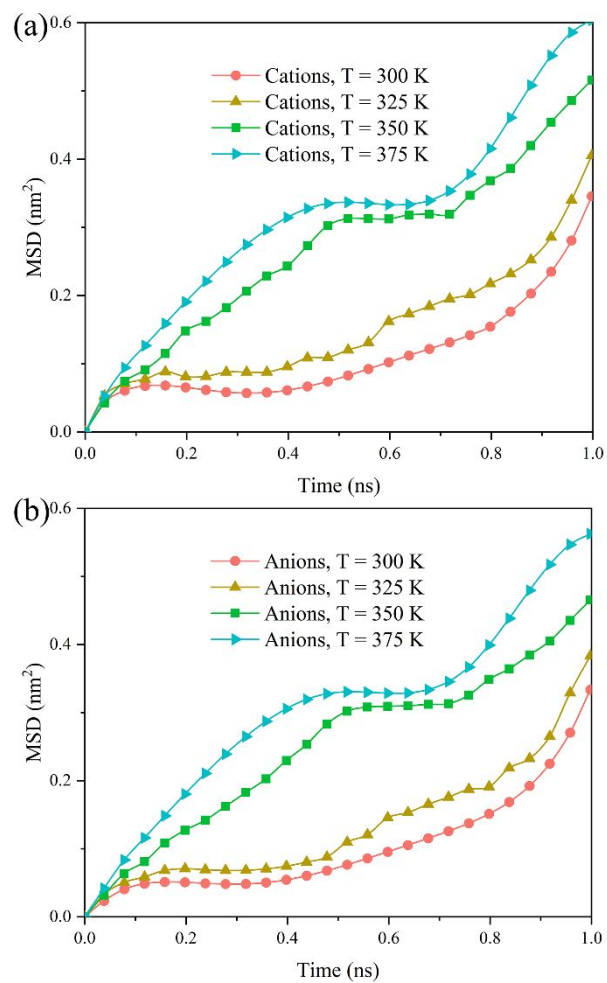 (a)
0.6
Cations, T = 300 K
Cations, T = 325 K
Cations, T = 350 K
Cations, T = 375 K
0.4
MSD (nm²)
0.2
0.0
0.0 0.2 0.4 0.6 0.8 1.0
Time (ns)
(b)
0.6
Anions, T = 300 K
Anions, T = 325 K
Anions, T = 350 K
Anions, T = 375 K
0.4
MSD (nm²)
0.2
0.0
0.0 0.2 0.4 0.6 0.8 1.0
Time (ns)